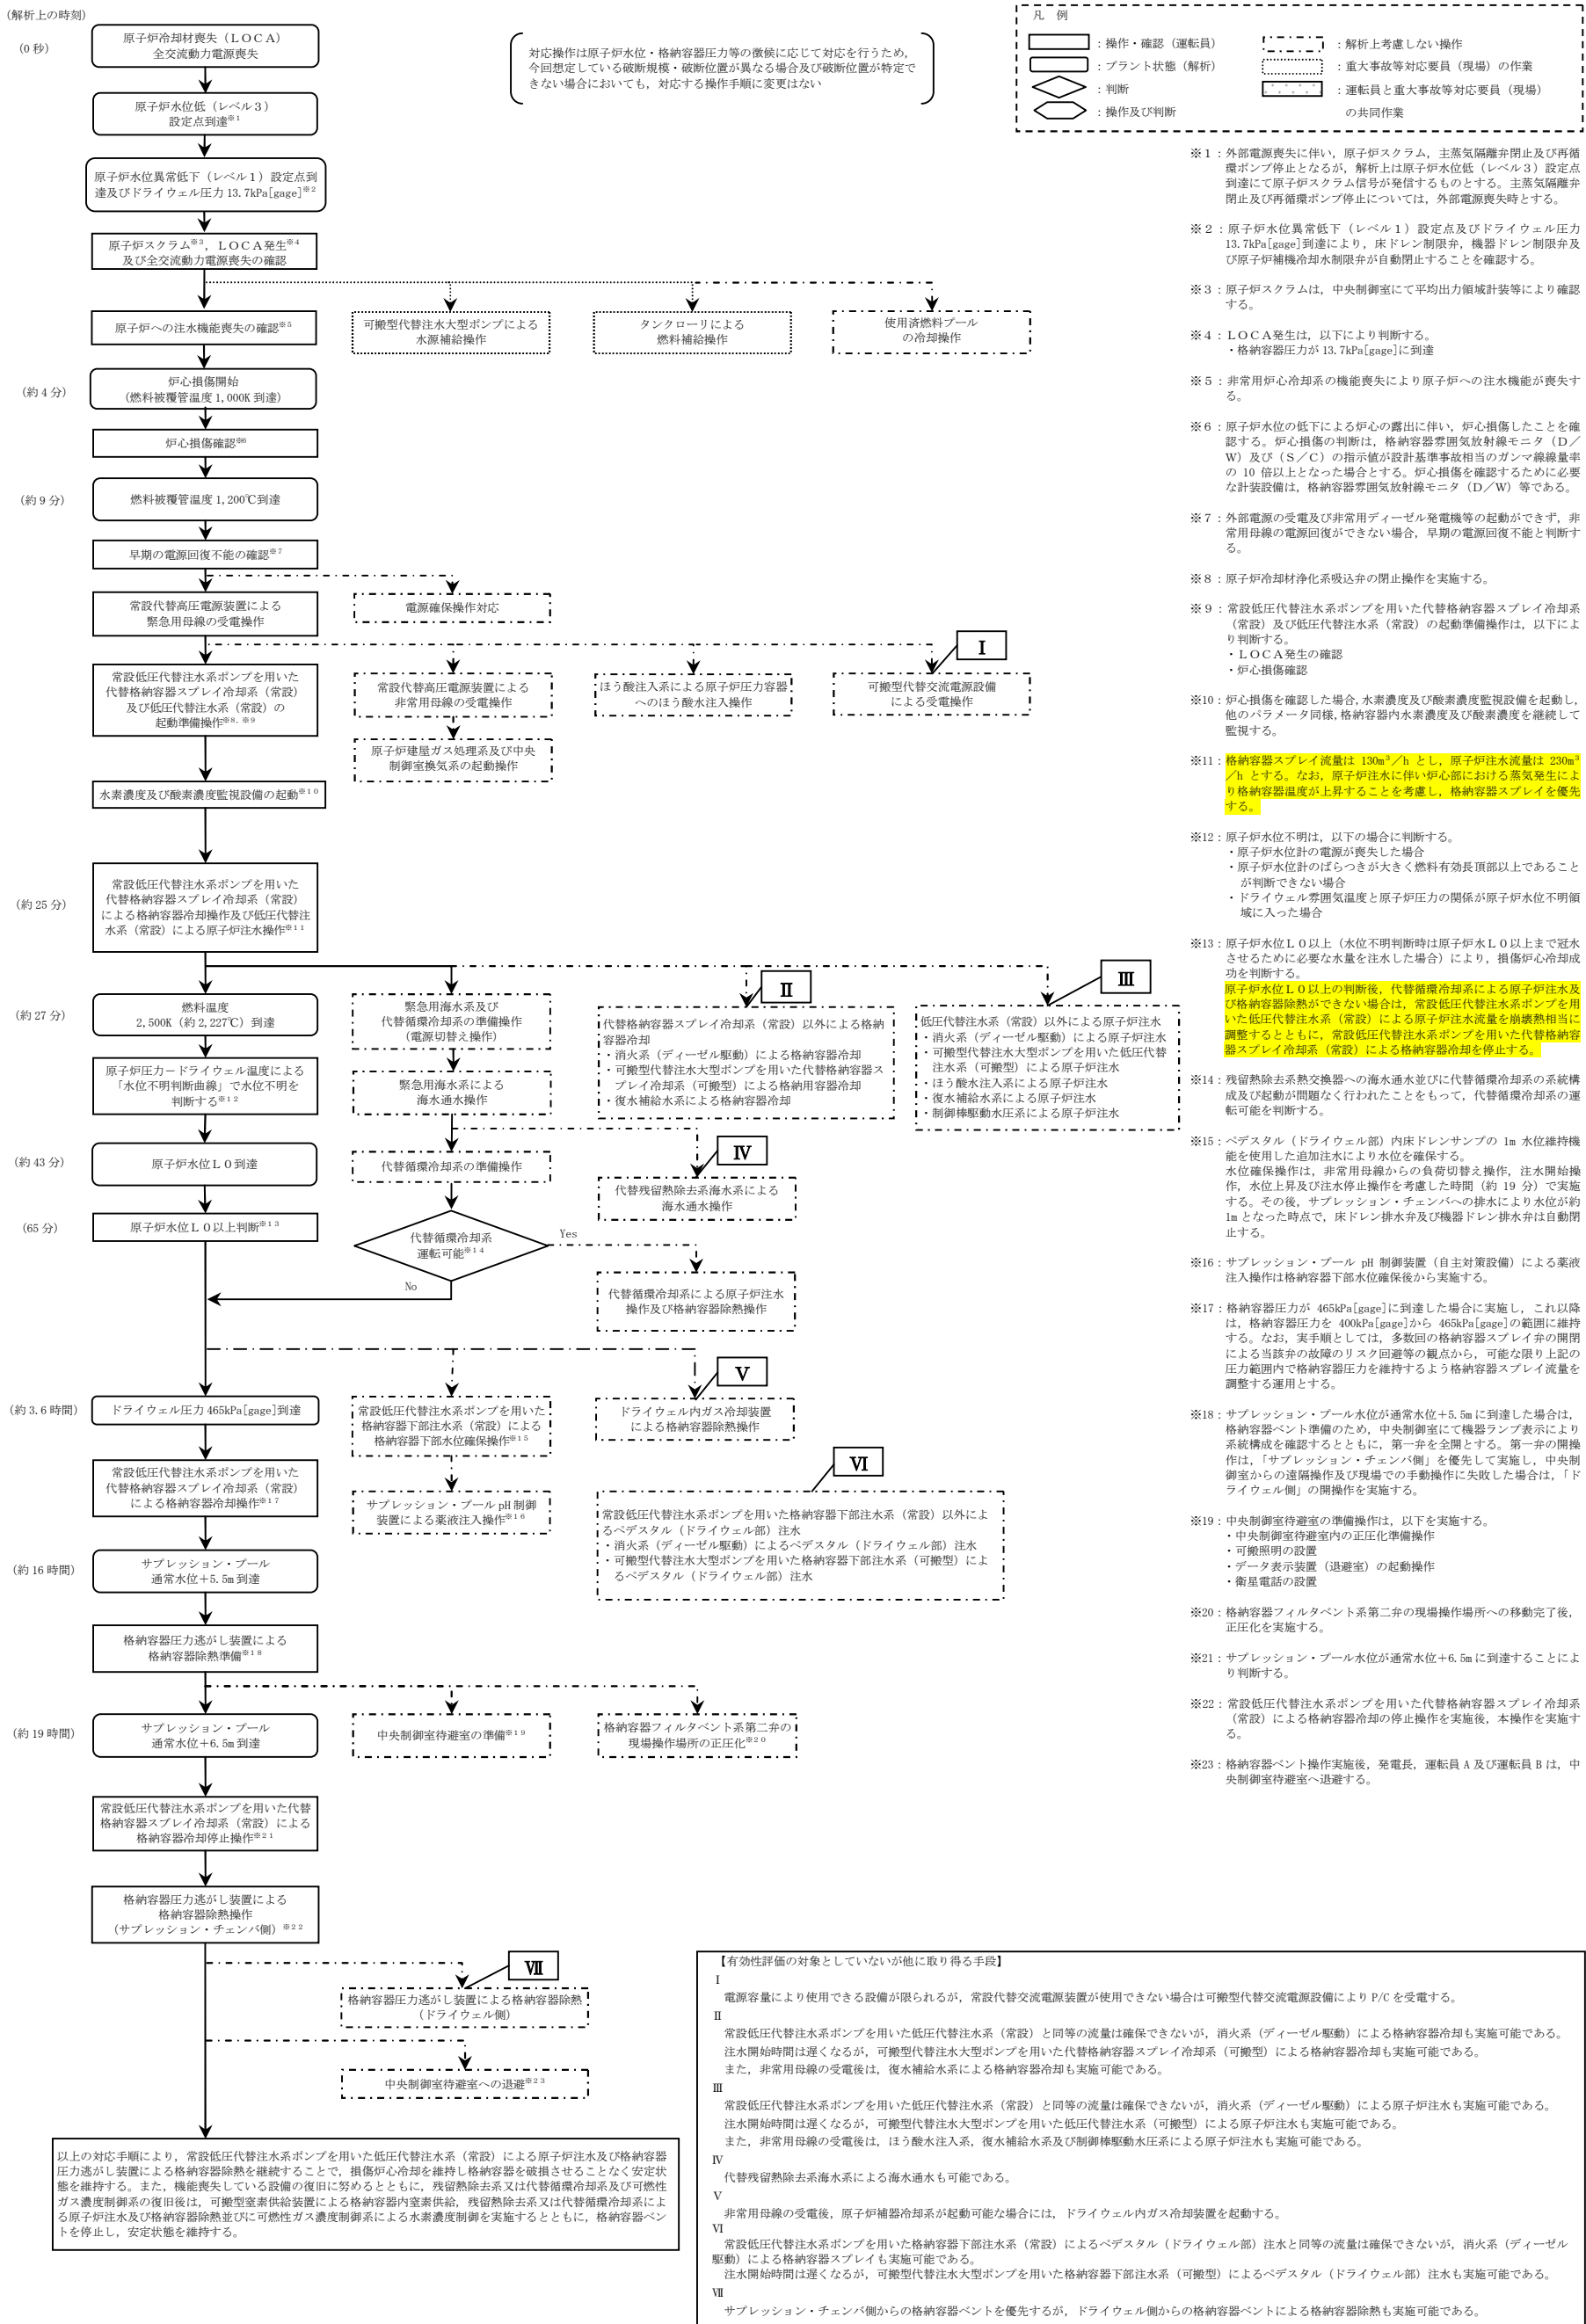 (解析上の時刻)
(0 秒)
原子炉冷却材喪失（ＬＯＣＡ）
全交流動力電源喪失
原子炉水位低（レベル３）
設定点到達※1
原子炉水位異常低下（レベル１）設定点到
達及びドライウェル圧力 13.7kPa[gage]※2
原子炉スクラム※3，ＬＯＣＡ発生※4
及び全交流動力電源喪失の確認
原子炉への注水機能喪失の確認※5
可搬型代替注水大型ポンプによる
水源補給操作
タンクローリによる
燃料補給操作
使用済燃料プール
の冷却操作
(約 4 分)
炉心損傷開始
（燃料被覆管温度 1,000K 到達）
炉心損傷確認※6
(約 9 分)
燃料被覆管温度 1,200℃到達
早期の電源回復不能の確認※7
常設代替高圧電源装置による
緊急用母線の受電操作
電源確保操作対応
Ⅰ
常設低圧代替注水系ポンプを用いた
代替格納容器スプレイ冷却系（常設）
及び低圧代替注水系（常設）の
起動準備操作※8，※9
常設代替高圧電源装置による
非常用母線の受電操作
ほう酸注入系による原子炉圧力容器
へのほう酸水注入操作
可搬型代替交流電源設備
による受電操作
原子炉建屋ガス処理系及び中央
制御室換気系の起動操作
水素濃度及び酸素濃度監視設備の起動※10
(約 25 分)
常設低圧代替注水系ポンプを用いた
代替格納容器スプレイ冷却系（常設）
による格納容器冷却操作及び低圧代替注
水系（常設）による原子炉注水操作※11
(約 27 分)
燃料温度
2,500K（約 2,227℃）到達
緊急用海水系及び
代替循環冷却系の準備操作
（電源切替え操作）
Ⅱ
代替格納容器スプレイ冷却系（常設）以外による格納
容器冷却
・消火系（ディーゼル駆動）による格納容器冷却
・可搬型代替注水大型ポンプを用いた代替格納容器ス
プレイ冷却系（可搬型）による格納用容器冷却
・復水補給水系による格納容器冷却
Ⅲ
低圧代替注水系（常設）以外による原子炉注水
・消火系（ディーゼル駆動）による原子炉注水
・可搬型代替注水大型ポンプを用いた低圧代替
注水系（可搬型）による原子炉注水
・ほう酸水注入系による原子炉注水
・復水補給水系による原子炉注水
・制御棒駆動水圧系による原子炉注水
原子炉圧力－ドライウェル温度による
「水位不明判断曲線」で水位不明を
判断する※12
緊急用海水系による
海水通水操作
(約 43 分)
原子炉水位Ｌ０到達
代替循環冷却系の準備操作
Ⅳ
代替残留熱除去系海水系による
海水通水操作
(65 分)
原子炉水位Ｌ０以上判断※13
代替循環冷却系
運転可能※14
Yes
No
代替循環冷却系による原子炉注水
操作及び格納容器除熱操作
(約 3.6 時間)
ドライウェル圧力 465kPa[gage]到達
常設低圧代替注水系ポンプを用いた
格納容器下部注水系（常設）による
格納容器下部水位確保操作※15
Ⅴ
ドライウェル内ガス冷却装置
による格納容器除熱操作
常設低圧代替注水系ポンプを用いた
代替格納容器スプレイ冷却系（常設）
による格納容器冷却操作※17
サプレッション・プール pH 制御
装置による薬液注入操作※16
Ⅵ
常設低圧代替注水系ポンプを用いた格納容器下部注水系（常設）以外によ
るペデスタル（ドライウェル部）注水
・消火系（ディーゼル駆動）によるペデスタル（ドライウェル部）注水
・可搬型代替注水大型ポンプを用いた格納容器下部注水系（可搬型）によ
るペデスタル（ドライウェル部）注水
(約 16 時間)
サプレッション・プール
通常水位＋5.5m 到達
格納容器圧力逃がし装置による
格納容器除熱準備※18
(約 19 時間)
サプレッション・プール
通常水位＋6.5m 到達
中央制御室待避室の準備※19
格納容器フィルタベント系第二弁の
現場操作場所の正圧化※20
常設低圧代替注水系ポンプを用いた代替
格納容器スプレイ冷却系（常設）による
格納容器冷却停止操作※21
格納容器圧力逃がし装置による
格納容器除熱操作
（サプレッション・チェンバ側）※22
Ⅶ
格納容器圧力逃がし装置による格納容器除熱
（ドライウェル側）
中央制御室待避室への退避※23
以上の対応手順により，常設低圧代替注水系ポンプを用いた低圧代替注水系（常設）による原子炉注水及び格納容器
圧力逃がし装置による格納容器除熱を継続することで，損傷炉心冷却を維持し格納容器を破損させることなく安定状
態を維持する。また，機能喪失している設備の復旧に努めるとともに，残留熱除去系又は代替循環冷却系及び可燃性
ガス濃度制御系の復旧後は，可搬型窒素供給装置による格納容器内窒素供給，残留熱除去系又は代替循環冷却系によ
る原子炉注水及び格納容器除熱並びに可燃性ガス濃度制御系による水素濃度制御を実施するとともに，格納容器ベン
トを停止し，安定状態を維持する。
対応操作は原子炉水位・格納容器圧力等の徴候に応じて対応を行うため，
今回想定している破断規模・破断位置が異なる場合及び破断位置が特定で
きない場合においても，対応する操作手順に変更はない
凡　例
：操作・確認（運転員）
：プラント状態（解析）
：判断
：操作及び判断
：解析上考慮しない操作
：重大事故等対応要員（現場）の作業
：運転員と重大事故等対応要員（現場）
の共同作業
※１：外部電源喪失に伴い，原子炉スクラム，主蒸気隔離弁閉止及び再循
環ポンプ停止となるが，解析上は原子炉水位低（レベル３）設定点
到達にて原子炉スクラム信号が発信するものとする。主蒸気隔離弁
閉止及び再循環ポンプ停止については，外部電源喪失時とする。
※２：原子炉水位異常低下（レベル１）設定点及びドライウェル圧力
13.7kPa[gage]到達により，床ドレン制限弁，機器ドレン制限弁及
び原子炉補機冷却水制限弁が自動閉止することを確認する。
※３：原子炉スクラムは，中央制御室にて平均出力領域計装等により確認
する。
※４：ＬＯＣＡ発生は，以下により判断する。
・格納容器圧力が 13.7kPa[gage]に到達
※５：非常用炉心冷却系の機能喪失により原子炉への注水機能が喪失す
る。
※６：原子炉水位の低下による炉心の露出に伴い，炉心損傷したことを確
認する。炉心損傷の判断は，格納容器雰囲気放射線モニタ（Ｄ／
Ｗ）及び（Ｓ／Ｃ）の指示値が設計基準事故相当のガンマ線線量率
の 10 倍以上となった場合とする。炉心損傷を確認するために必要
な計装設備は，格納容器雰囲気放射線モニタ（Ｄ／Ｗ）等である。
※７：外部電源の受電及び非常用ディーゼル発電機等の起動ができず，非
常用母線の電源回復ができない場合，早期の電源回復不能と判断す
る。
※８：原子炉冷却材浄化系吸込弁の閉止操作を実施する。
※９：常設低圧代替注水系ポンプを用いた代替格納容器スプレイ冷却系
（常設）及び低圧代替注水系（常設）の起動準備操作は，以下によ
り判断する。
・ＬＯＣＡ発生の確認
・炉心損傷確認
※10：炉心損傷を確認した場合,水素濃度及び酸素濃度監視設備を起動し,
他のパラメータ同様,格納容器内水素濃度及び酸素濃度を継続して
監視する。
※11：格納容器スプレイ流量は 130m³／h とし，原子炉注水流量は 230m³
／h とする。なお，原子炉注水に伴い炉心部における蒸気発生によ
り格納容器温度が上昇することを考慮し，格納容器スプレイを優先
する。
※12：原子炉水位不明は，以下の場合に判断する。
・原子炉水位計の電源が喪失した場合
・原子炉水位計のばらつきが大きく燃料有効長頂部以上であること
が判断できない場合
・ドライウェル雰囲気温度と原子炉圧力の関係が原子炉水位不明領
域に入った場合
※13：原子炉水位Ｌ０以上（水位不明判断時は原子炉水Ｌ０以上まで冠水
させるために必要な水量を注水した場合）により，損傷炉心冷却成
功を判断する。
原子炉水位Ｌ０以上の判断後，代替循環冷却系による原子炉注水及
び格納容器除熱ができない場合は，常設低圧代替注水系ポンプを用
いた低圧代替注水系（常設）による原子炉注水流量を崩壊熱相当に
調整するとともに，常設低圧代替注水系ポンプを用いた代替格納容
器スプレイ冷却系（常設）による格納容器冷却を停止する。
※14：残留熱除去系熱交換器への海水通水並びに代替循環冷却系の系統構
成及び起動が問題なく行われたことをもって，代替循環冷却系の運
転可能を判断する。
※15：ペデスタル（ドライウェル部）内床ドレンサンプの 1m 水位維持機
能を使用した追加注水により水位を確保する。
水位確保操作は，非常用母線からの負荷切替え操作，注水開始操
作，水位上昇及び注水停止操作を考慮した時間（約 19 分）で実施
する。その後，サプレッション・チェンバへの排水により水位が約
1m となった時点で，床ドレン排水弁及び機器ドレン排水弁は自動閉
止する。
※16：サプレッション・プール pH 制御装置（自主対策設備）による薬液
注入操作は格納容器下部水位確保後から実施する。
※17：格納容器圧力が 465kPa[gage]に到達した場合に実施し，これ以降
は，格納容器圧力を 400kPa[gage]から 465kPa[gage]の範囲に維持
する。なお，実手順としては，多数回の格納容器スプレイ弁の開閉
による当該弁の故障のリスク回避等の観点から，可能な限り上記の
圧力範囲内で格納容器圧力を維持するよう格納容器スプレイ流量を
調整する運用とする。
※18：サプレッション・プール水位が通常水位＋5.5m に到達した場合は，
格納容器ベント準備のため，中央制御室にて機器ランプ表示により
系統構成を確認するとともに，第一弁を全開とする。第一弁の開操
作は，「サプレッション・チェンバ側」を優先して実施し，中央制
御室からの遠隔操作及び現場での手動操作に失敗した場合は，「ド
ライウェル側」の開操作を実施する。
※19：中央制御室待避室の準備操作は，以下を実施する。
・中央制御室待避室内の正圧化準備操作
・可搬照明の設置
・データ表示装置（退避室）の起動操作
・衛星電話の設置
※20：格納容器フィルタベント系第二弁の現場操作場所への移動完了後，
正圧化を実施する。
※21：サプレッション・プール水位が通常水位＋6.5m に到達することによ
り判断する。
※22：常設低圧代替注水系ポンプを用いた代替格納容器スプレイ冷却系
（常設）による格納容器冷却の停止操作を実施後，本操作を実施す
る。
※23：格納容器ベント操作実施後，発電長，運転員 A 及び運転員 B は，中
央制御室待避室へ退避する。
【有効性評価の対象としていないが他に取り得る手段】
Ⅰ
電源容量により使用できる設備が限られるが，常設代替交流電源装置が使用できない場合は可搬型代替交流電源設備により P/C を受電する。
Ⅱ
常設低圧代替注水系ポンプを用いた低圧代替注水系（常設）と同等の流量は確保できないが，消火系（ディーゼル駆動）による格納容器冷却も実施可能である。
注水開始時間は遅くなるが，可搬型代替注水大型ポンプを用いた代替格納容器スプレイ冷却系（可搬型）による格納容器冷却も実施可能である。
また，非常用母線の受電後は，復水補給水系による格納容器冷却も実施可能である。
Ⅲ
常設低圧代替注水系ポンプを用いた低圧代替注水系（常設）と同等の流量は確保できないが，消火系（ディーゼル駆動）による原子炉注水も実施可能である。
注水開始時間は遅くなるが，可搬型代替注水大型ポンプを用いた低圧代替注水系（可搬型）による原子炉注水も実施可能である。
また，非常用母線の受電後は，ほう酸水注入系，復水補給水系及び制御棒駆動水圧系による原子炉注水も実施可能である。
Ⅳ
代替残留熱除去系海水系による海水通水も可能である。
Ⅴ
非常用母線の受電後，原子炉補器冷却系が起動可能な場合には，ドライウェル内ガス冷却装置を起動する。
Ⅵ
常設低圧代替注水系ポンプを用いた格納容器下部注水系（常設）によるペデスタル（ドライウェル部）注水と同等の流量は確保できないが，消火系（ディーゼル
駆動）による格納容器スプレイも実施可能である。
注水開始時間は遅くなるが，可搬型代替注水大型ポンプを用いた格納容器下部注水系（可搬型）によるペデスタル（ドライウェル部）注水も実施可能である。
Ⅶ
サプレッション・チェンバ側からの格納容器ベントを優先するが，ドライウェル側からの格納容器ベントによる格納容器除熱も実施可能である。